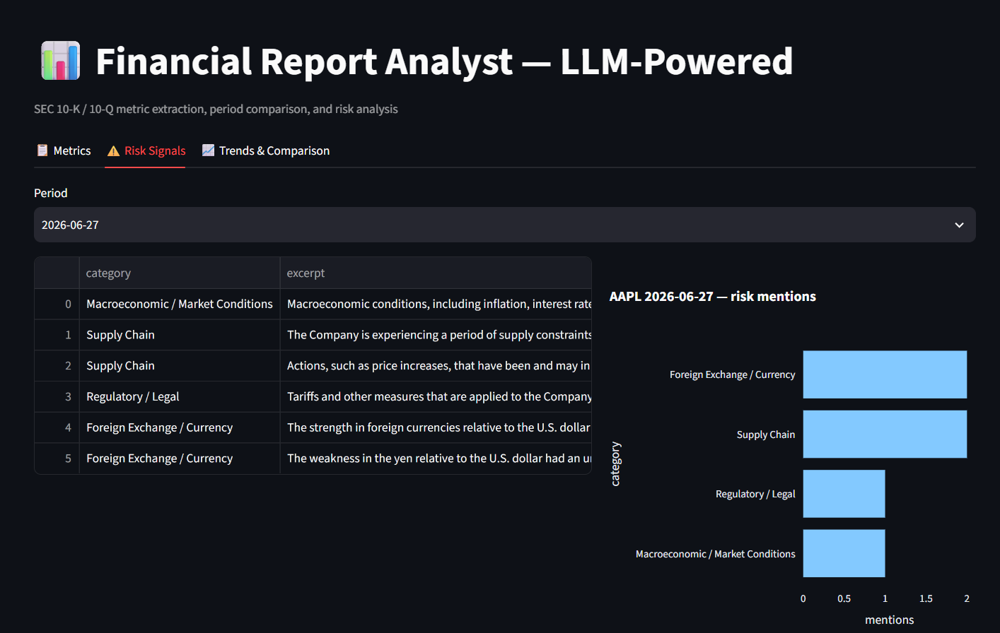 Financial Report Analyst — LLM-Powered
SEC 10-K / 10-Q metric extraction, period comparison, and risk analysis
Metrics
Risk Signals
Trends & Comparison
Period
2026-06-27
category excerpt
0 Macroeconomic / Market Conditions Macroeconomic conditions, including inflation, interest rate
1 Supply Chain The Company is experiencing a period of supply constraints
2 Supply Chain Actions, such as price increases, that have been and may in
3 Regulatory / Legal Tariffs and other measures that are applied to the Company
4 Foreign Exchange / Currency The strength in foreign currencies relative to the U.S. dollar
5 Foreign Exchange / Currency The weakness in the yen relative to the U.S. dollar had an u
AAPL 2026-06-27 — risk mentions
category
Foreign Exchange / Currency
Supply Chain
Regulatory / Legal
Macroeconomic / Market Conditions
0 0.5 1 1.5 2
mentions